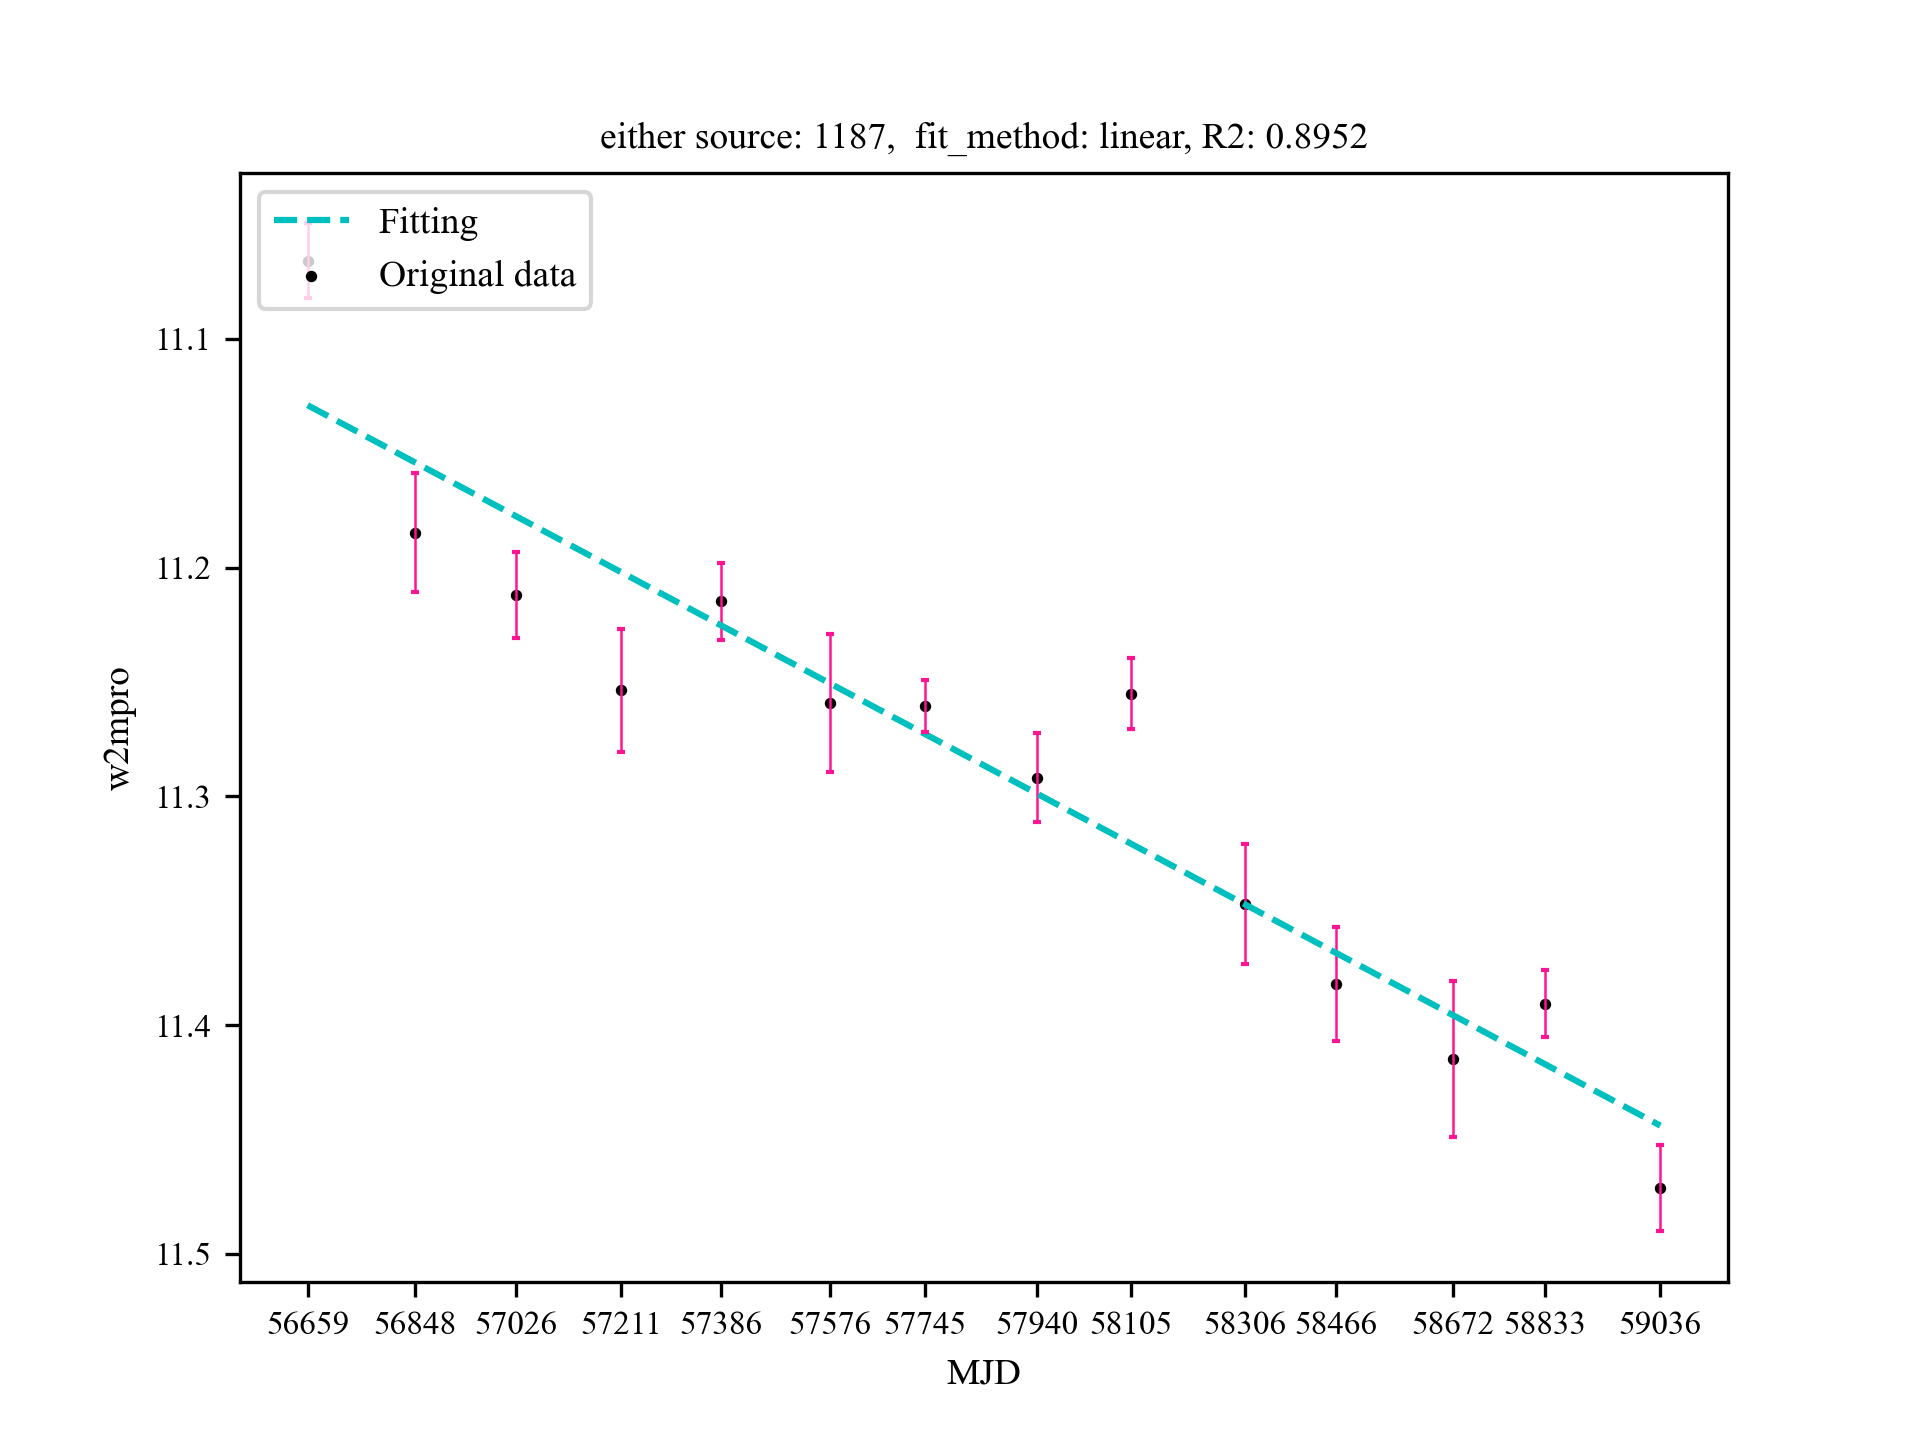 either source: 1187,  fit_method: linear, R2: 0.8952
Fitting
Original data
11.1
11.2
11.3
11.4
11.5
w2mpro
56659 56848 57026 57211 57386 57576 57745 57940 58105 58306 58466 58672 58833 59036
MJD